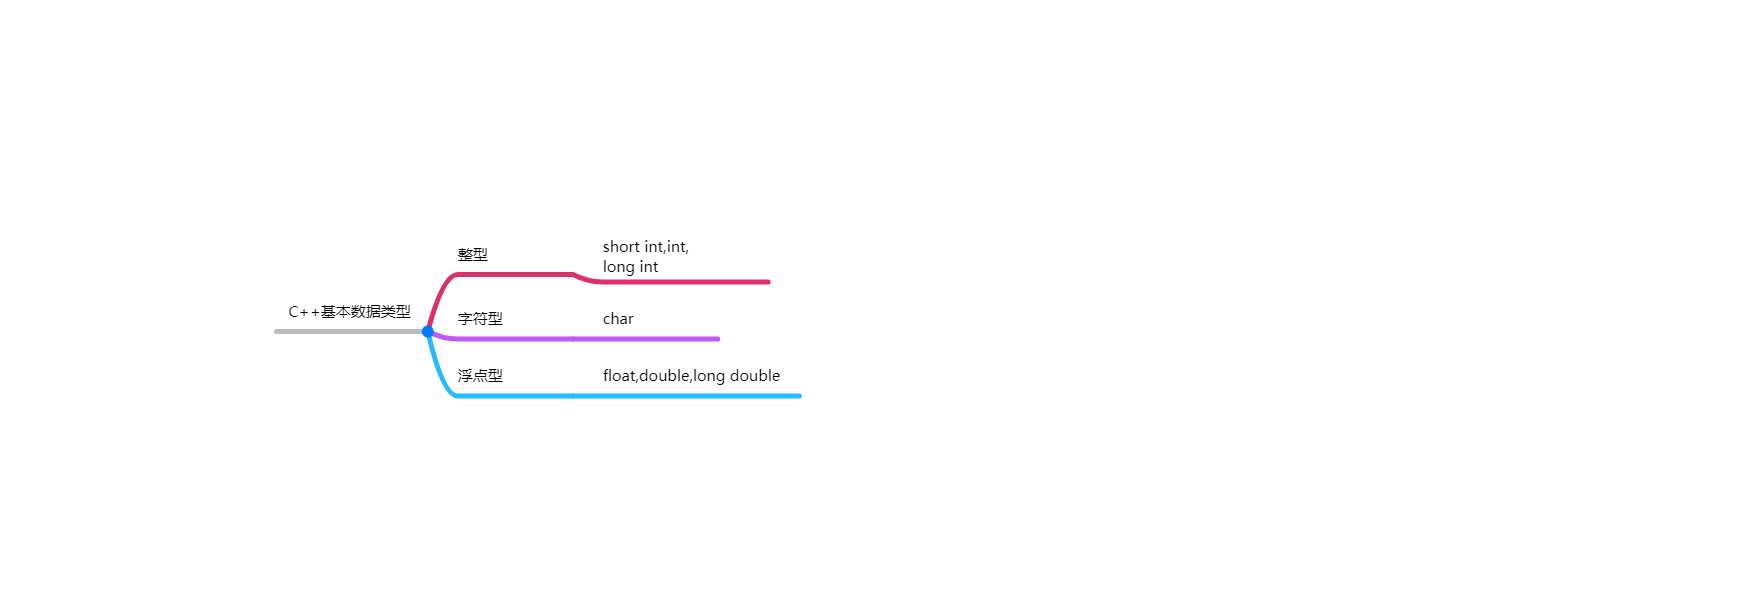 C++基本数据类型
整型
short int,int,
long int
字符型
char
浮点型
float,double,long double